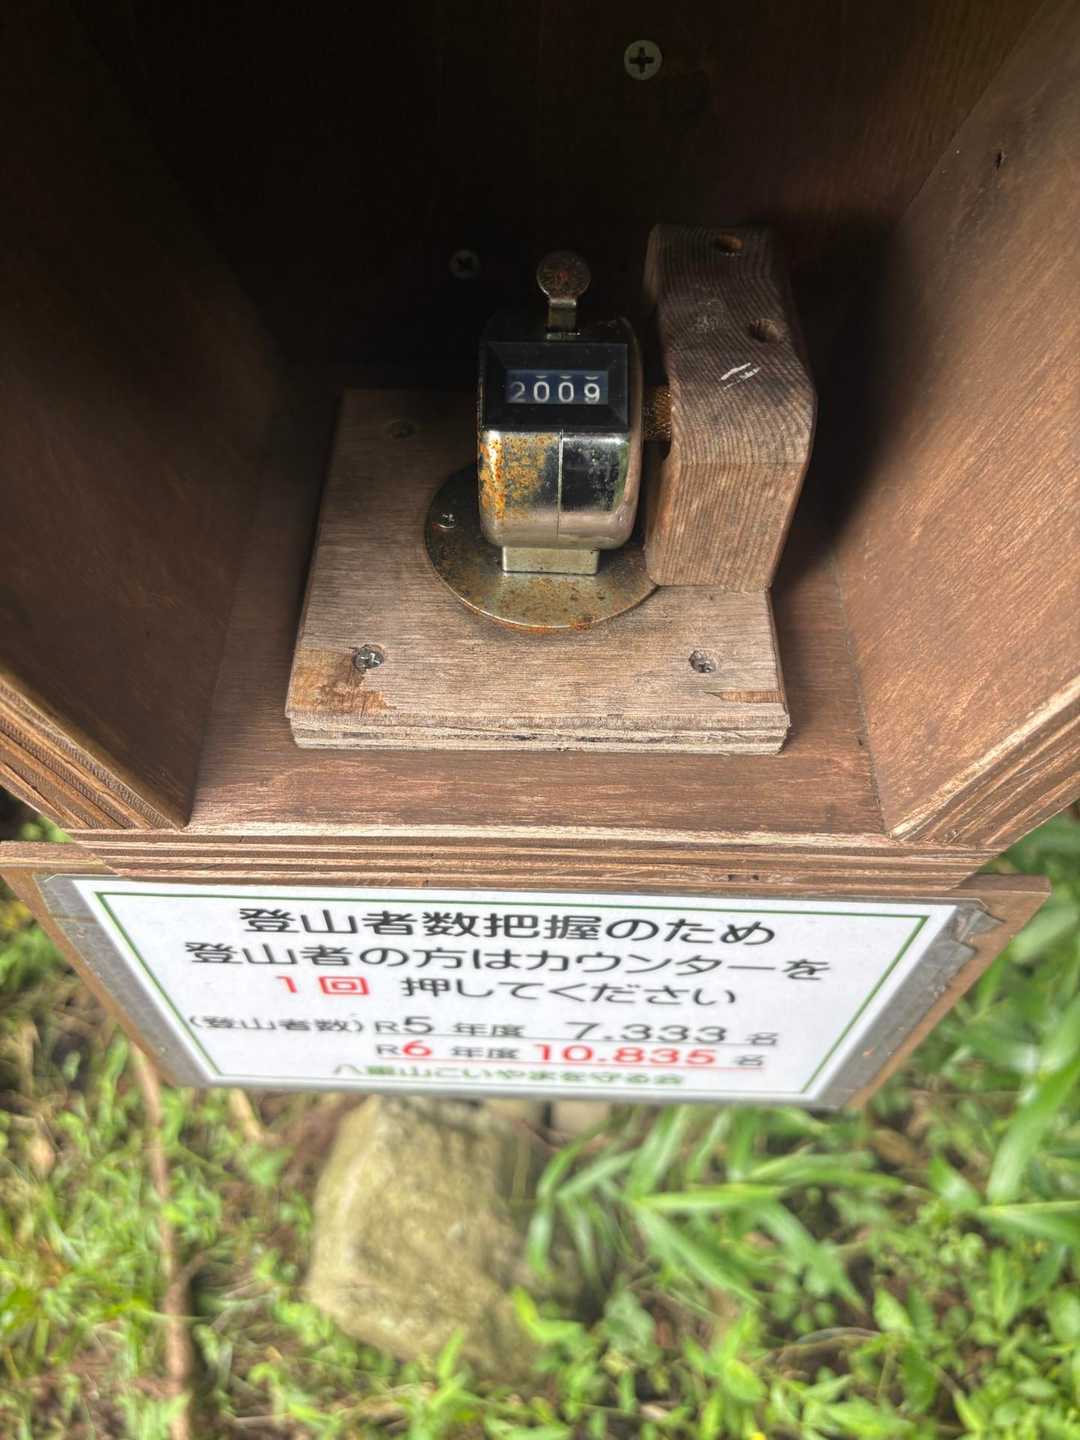 2009
登山者数把握のため
登山者の方はカウンターを
1回 押してください
(登山者数) R5 年度 7.333 名
R6 年度 10.835 名
八重山こいやまを守る会